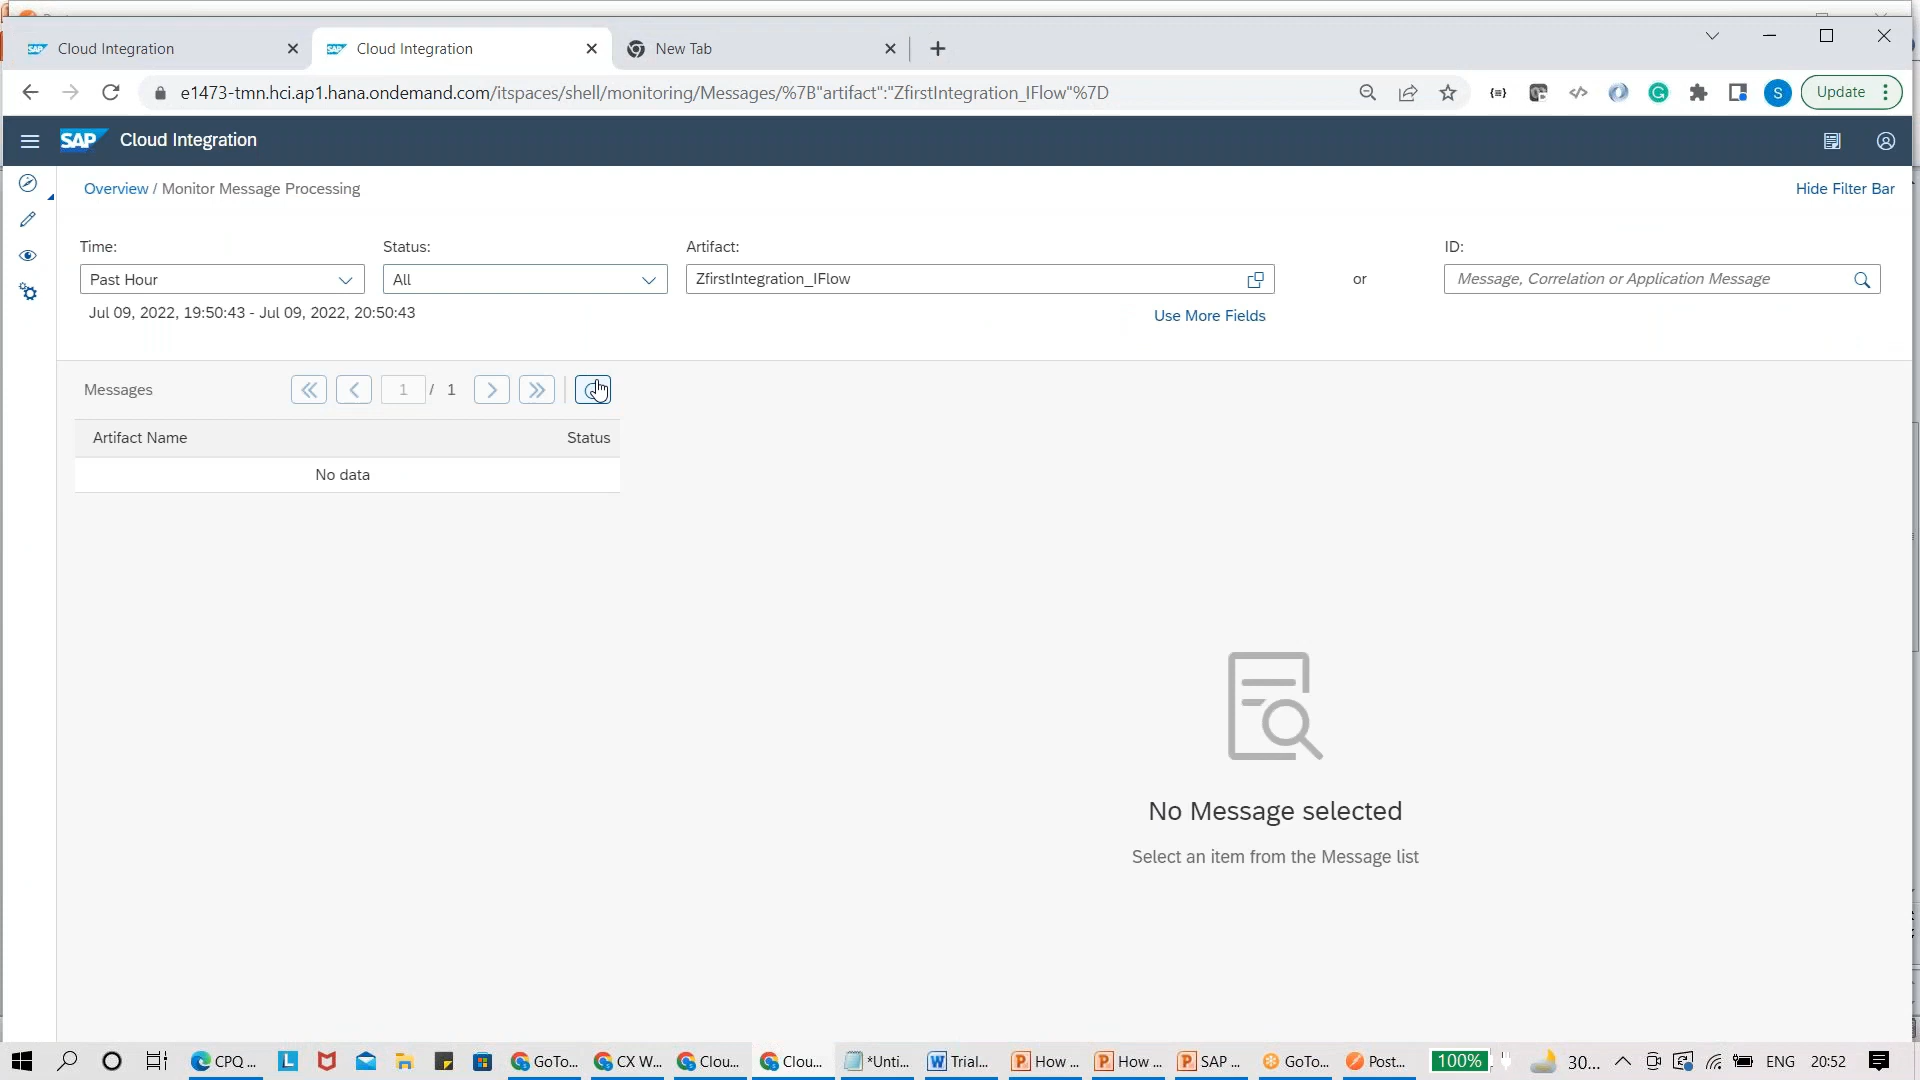 Cloud Integration
Cloud Integration
New Tab
e1473-tmn.hci.ap1.hana.ondemand.com/itspaces/shell/monitoring/Messages/%7B"artifact":"ZfirstIntegration_IFlow"%7D
S
Update
SAP Cloud Integration
Overview / Monitor Message Processing
Hide Filter Bar
Time:
Status:
Artifact:
ID:
Past Hour
All
ZfirstIntegration_IFlow
or
Message, Correlation or Application Message
Jul 09, 2022, 19:50:43 - Jul 09, 2022, 20:50:43
Use More Fields
Messages
1 / 1
Artifact Name
Status
No data
No Message selected
Select an item from the Message list
CPQ ...
GoTo...
CX W...
Clou...
Clou...
*Unti...
Trial...
How ...
How ...
SAP ...
GoTo...
Post...
100%
30...
ENG
20:52